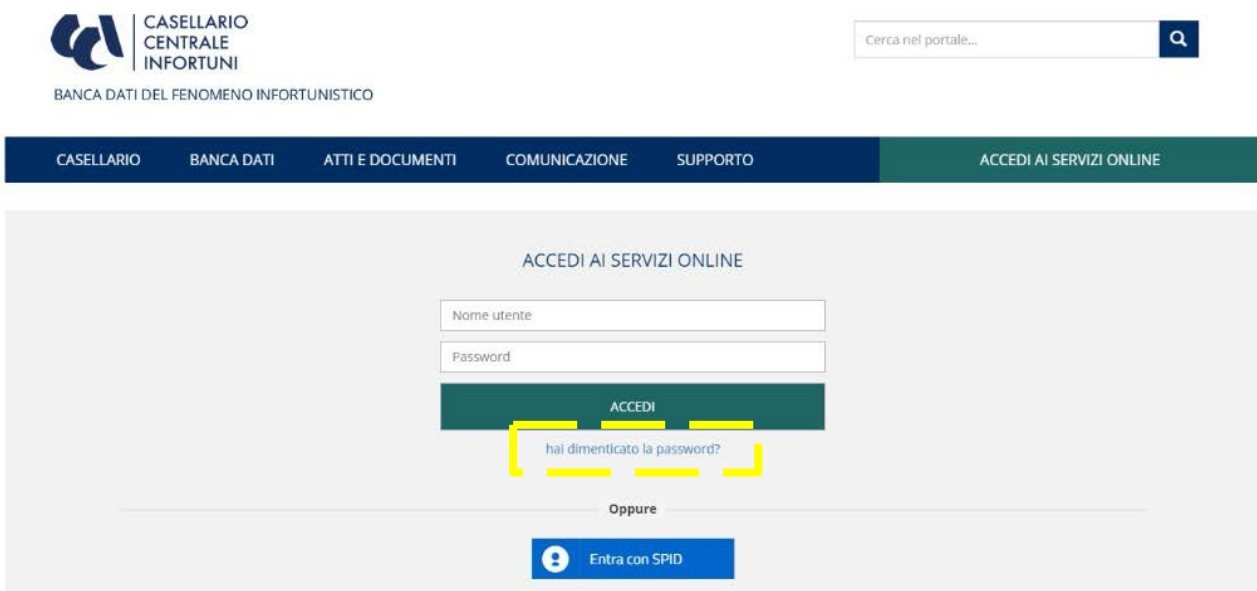 CASELLARIO
CENTRALE
INFORTUNI
Cerca nel portale...
BANCA DATI DEL FENOMENO INFORTUNISTICO
CASELLARIO BANCA DATI ATTI E DOCUMENTI COMUNICAZIONE SUPPORTO ACCEDI AI SERVIZI ONLINE
ACCEDI AI SERVIZI ONLINE
Nome utente
Password
ACCEDI
hai dimenticato la password?
Oppure
Entra con SPID